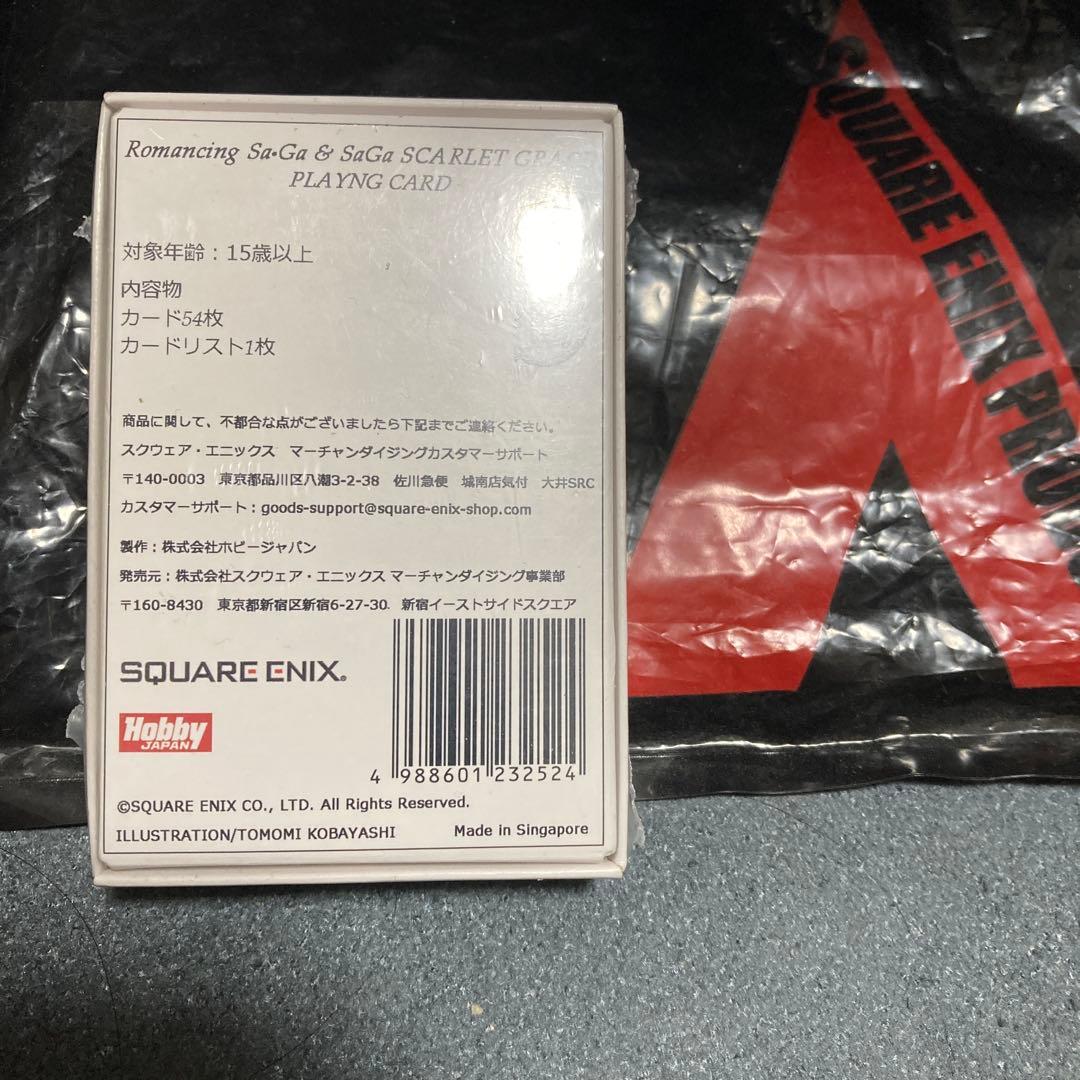 Romancing Sa•Ga & SaGa SCARLET GRACE
PLAYNG CARD
対象年齢：15歳以上
内容物
カード54枚
カードリスト1枚
商品に関して、不都合な点がございましたら下記までご連絡ください。
スクウェア・エニックス マーチャンダイジングカスタマーサポート
〒140-0003 東京都品川区八潮3-2-38 佐川急便 城南店気付 大井SRC
カスタマーサポート：goods-support@square-enix-shop.com
製作：株式会社ホビージャパン
発売元：株式会社スクウェア・エニックス マーチャンダイジング事業部
〒160-8430 東京都新宿区新宿6-27-30 新宿イーストサイドスクエア
SQUARE ENIX®
Hobby
JAPAN
4 988601 232524
©SQUARE ENIX CO., LTD. All Rights Reserved.
ILLUSTRATION/TOMOMI KOBAYASHI Made in Singapore
SQUARE ENIX